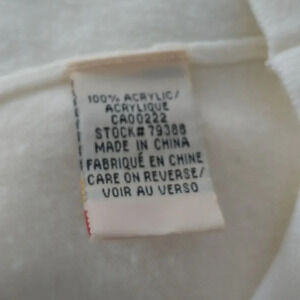 100% ACRYLIC/
ACRYLIQUE
CA00222
STOCK# 79388
MADE IN CHINA
FABRIQUÉ EN CHINE
CARE ON REVERSE/
VOIR AU VERSO